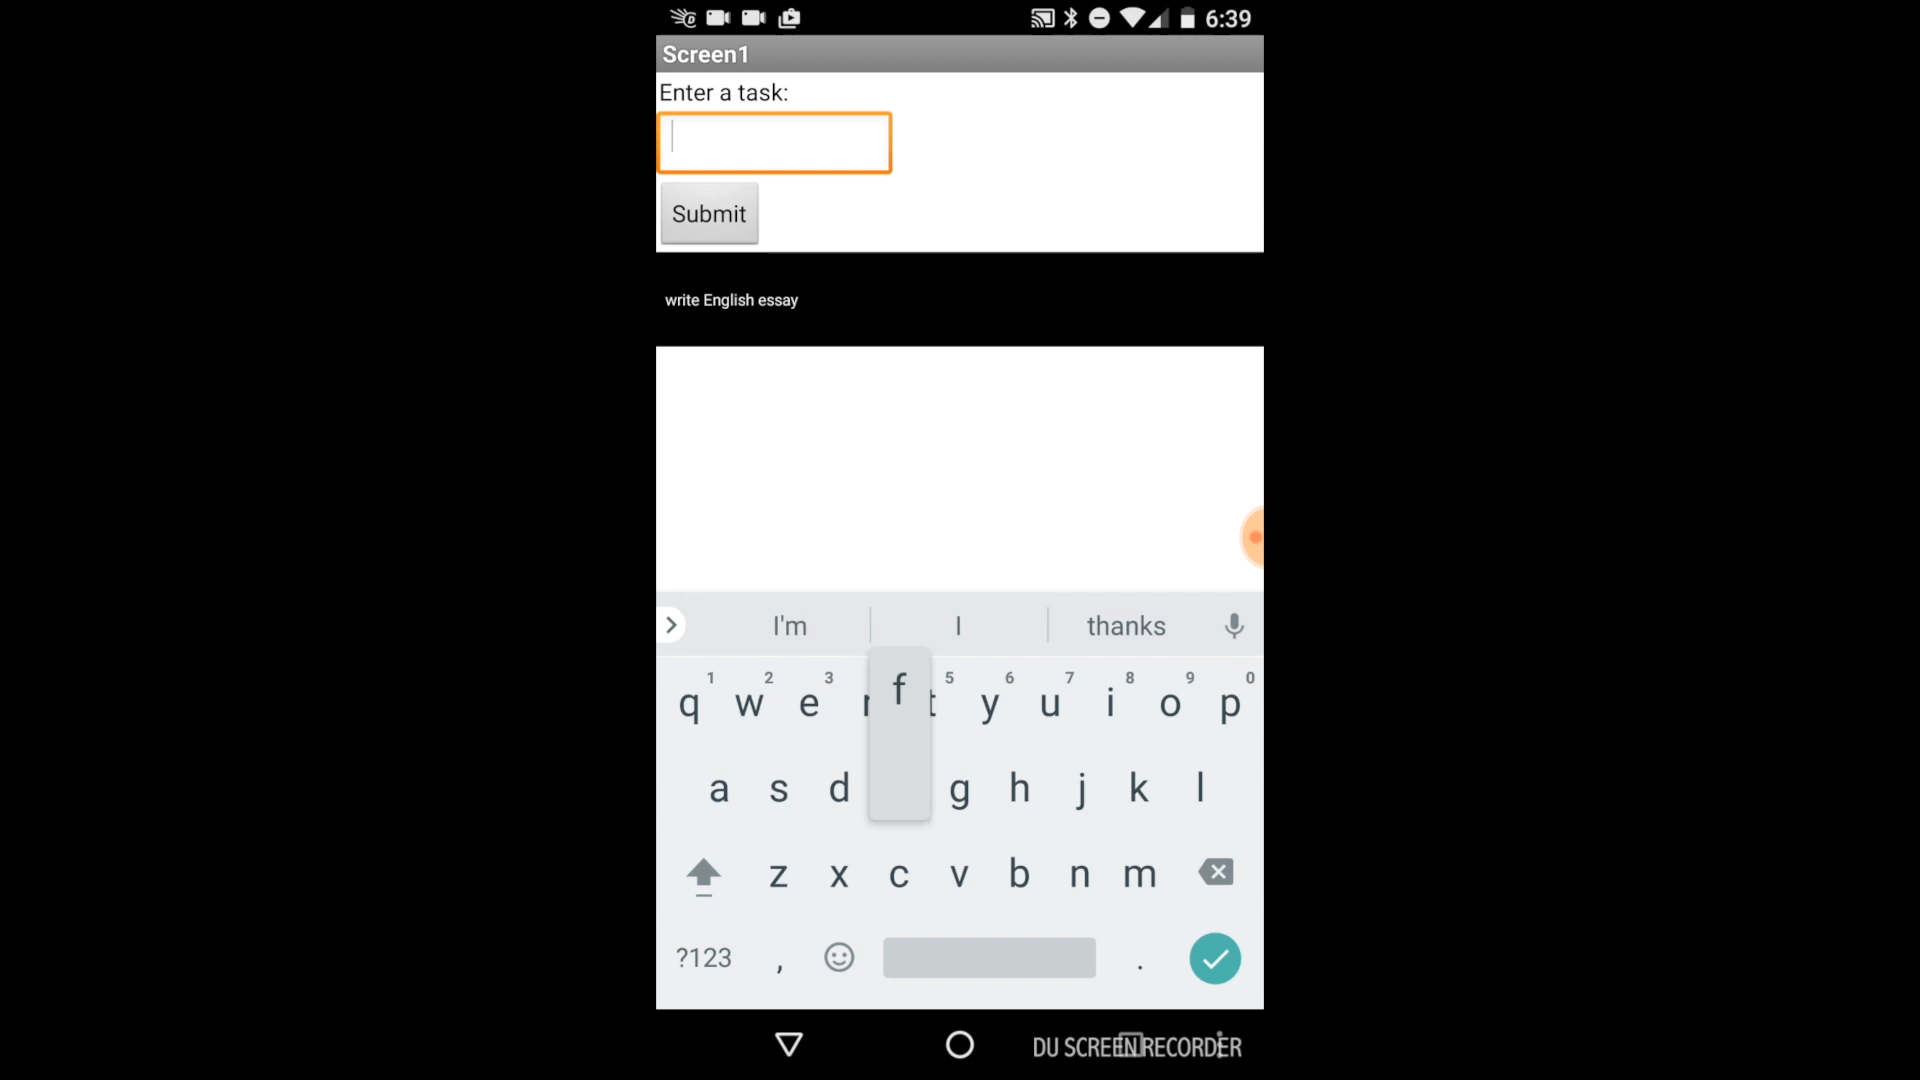 6:39
Screen1
Enter a task:
Submit
write English essay
I'm I thanks
1 2 3 5 6 7 8 9 0
q w e f t y u i o p
a s d g h j k l
z x c v b n m
?123 , .
DU SCREEN RECORDER